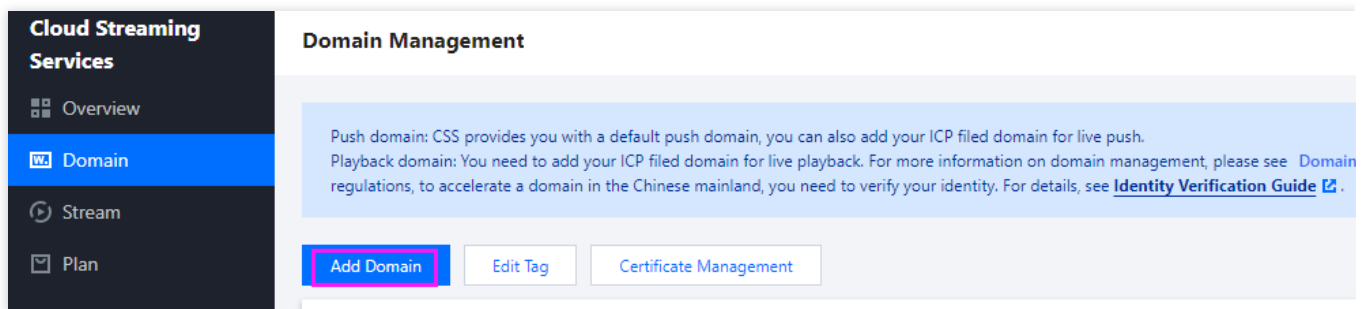 Cloud Streaming
Services
Overview
W. Domain
Stream
Plan
Domain Management
Push domain: CSS provides you with a default push domain, you can also add your ICP filed domain for live push.
Playback domain: You need to add your ICP filed domain for live playback. For more information on domain management, please see Domain
regulations, to accelerate a domain in the Chinese mainland, you need to verify your identity. For details, see Identity Verification Guide .
Add Domain
Edit Tag
Certificate Management